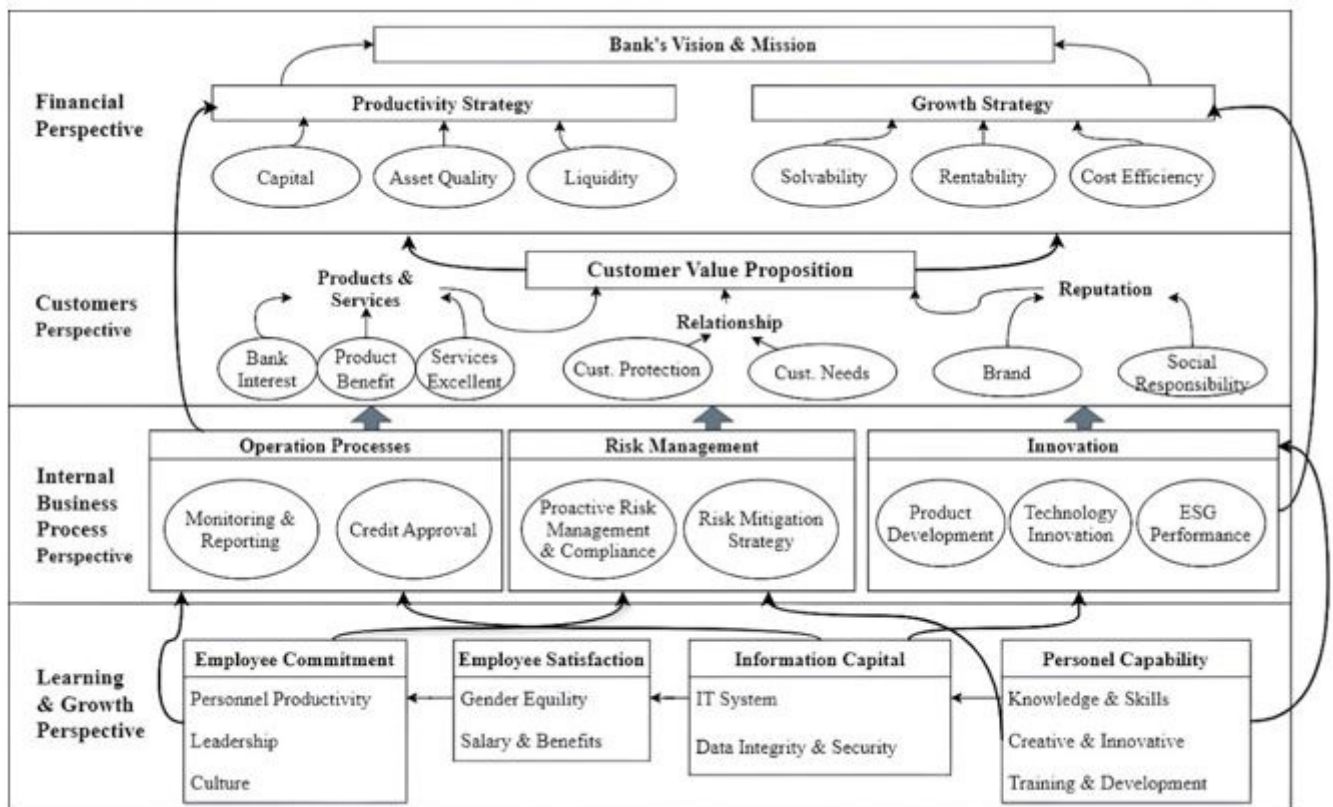 Bank's Vision & Mission
Financial
Perspective
Productivity Strategy
Growth Strategy
Capital
Asset Quality
Liquidity
Solvability
Rentability
Cost Efficiency
Customers
Perspective
Customer Value Proposition
Products &
Services
Relationship
Reputation
Bank
Interest
Product
Benefit
Services
Excellent
Cust. Protection
Cust. Needs
Brand
Social
Responsibility
Internal
Business
Process
Perspective
Operation Processes
Monitoring &
Reporting
Credit Approval
Risk Management
Proactive Risk
Management
& Compliance
Risk Mitigation
Strategy
Innovation
Product
Development
Technology
Innovation
ESG
Performance
Learning
& Growth
Perspective
Employee Commitment
Personnel Productivity
Leadership
Culture
Employee Satisfaction
Gender Equility
Salary & Benefits
Information Capital
IT System
Data Integrity & Security
Personel Capability
Knowledge & Skills
Creative & Innovative
Training & Development